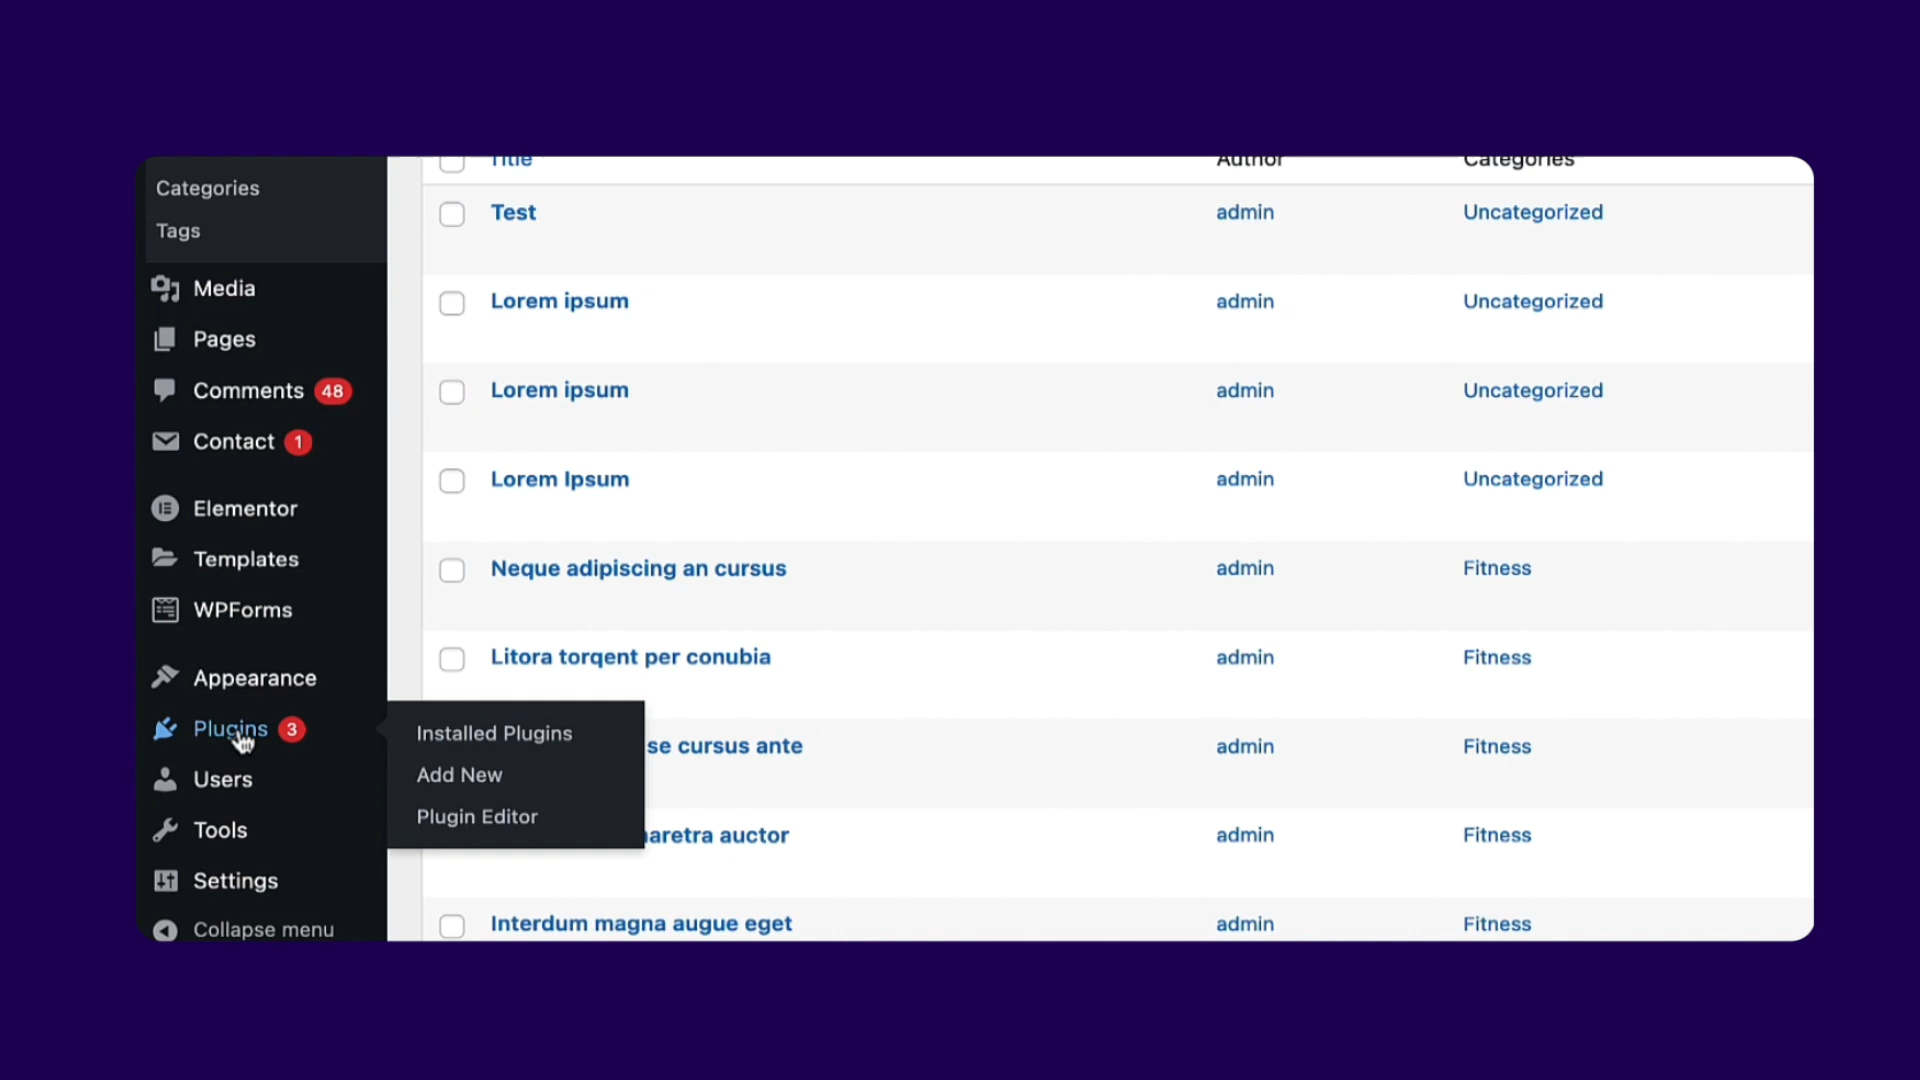 Categories
Tags
Media
Pages
Comments 48
Contact 1
Elementor
Templates
WPForms
Appearance
Plugins 3
Users
Tools
Settings
Collapse menu
Installed Plugins
Add New
Plugin Editor
Title Author Categories
Test admin Uncategorized
Lorem ipsum admin Uncategorized
Lorem ipsum admin Uncategorized
Lorem Ipsum admin Uncategorized
Neque adipiscing an cursus admin Fitness
Litora torqent per conubia admin Fitness
se cursus ante admin Fitness
aretra auctor admin Fitness
Interdum magna augue eget admin Fitness